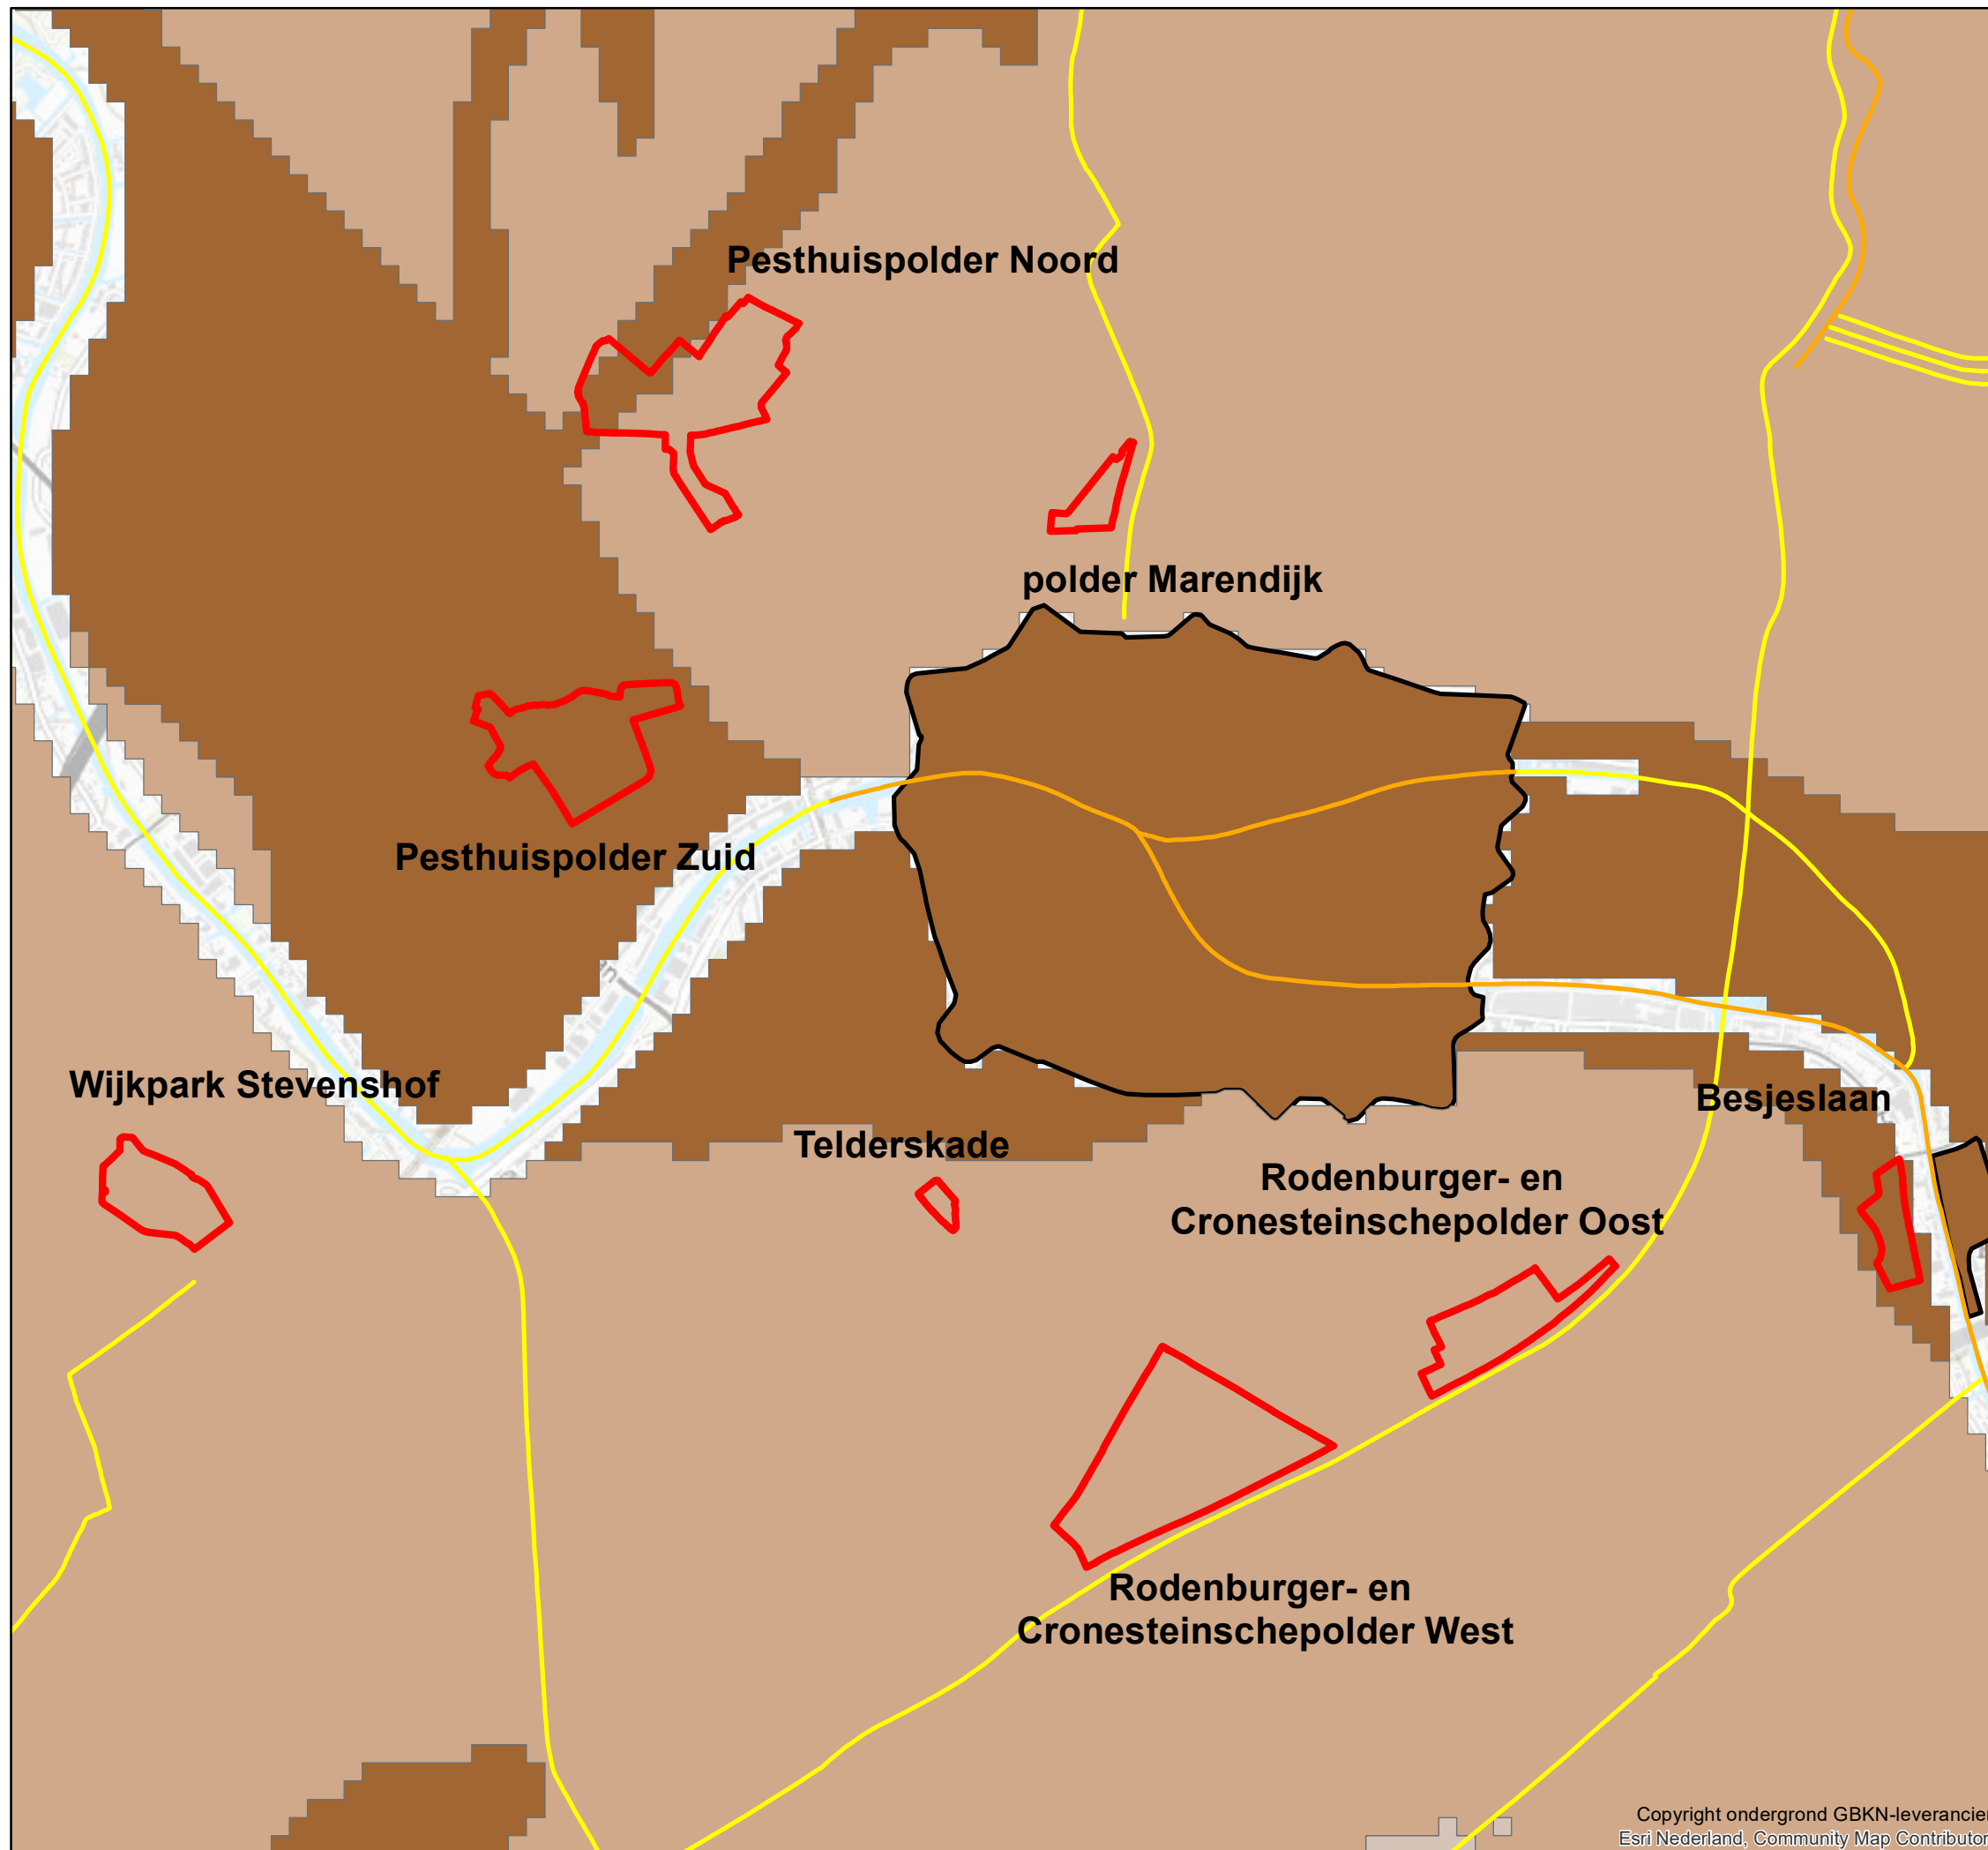 Pesthuispolder Noord
polder Marendijk
Pesthuispolder Zuid
Wijkpark Stevenshof
Besjeslaan
Telderskade
Rodenburger- en
Cronesteinschepolder Oost
Rodenburger- en
Cronesteinschepolder West
Copyright ondergrond GBKN-leverancier
Esri Nederland, Community Map Contributor